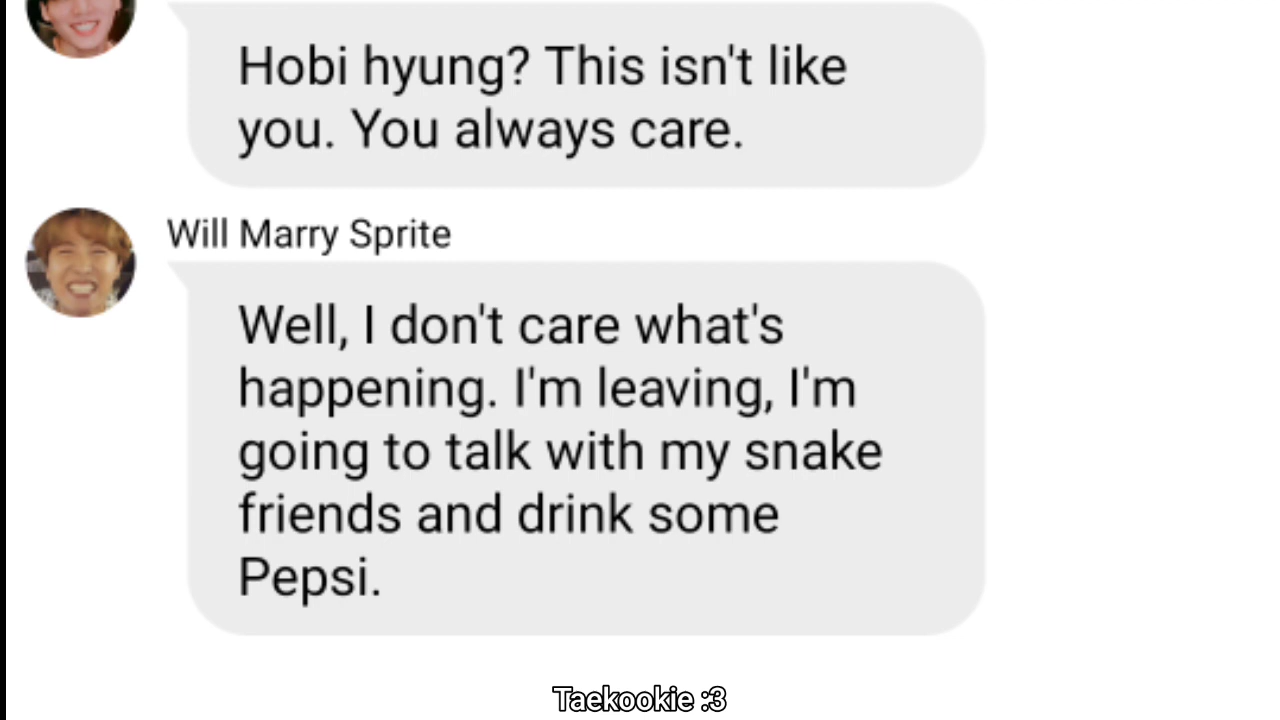 Hobi hyung? This isn't like
you. You always care.
Will Marry Sprite
Well, I don't care what's
happening. I'm leaving, I'm
going to talk with my snake
friends and drink some
Pepsi.
Taekookie :3